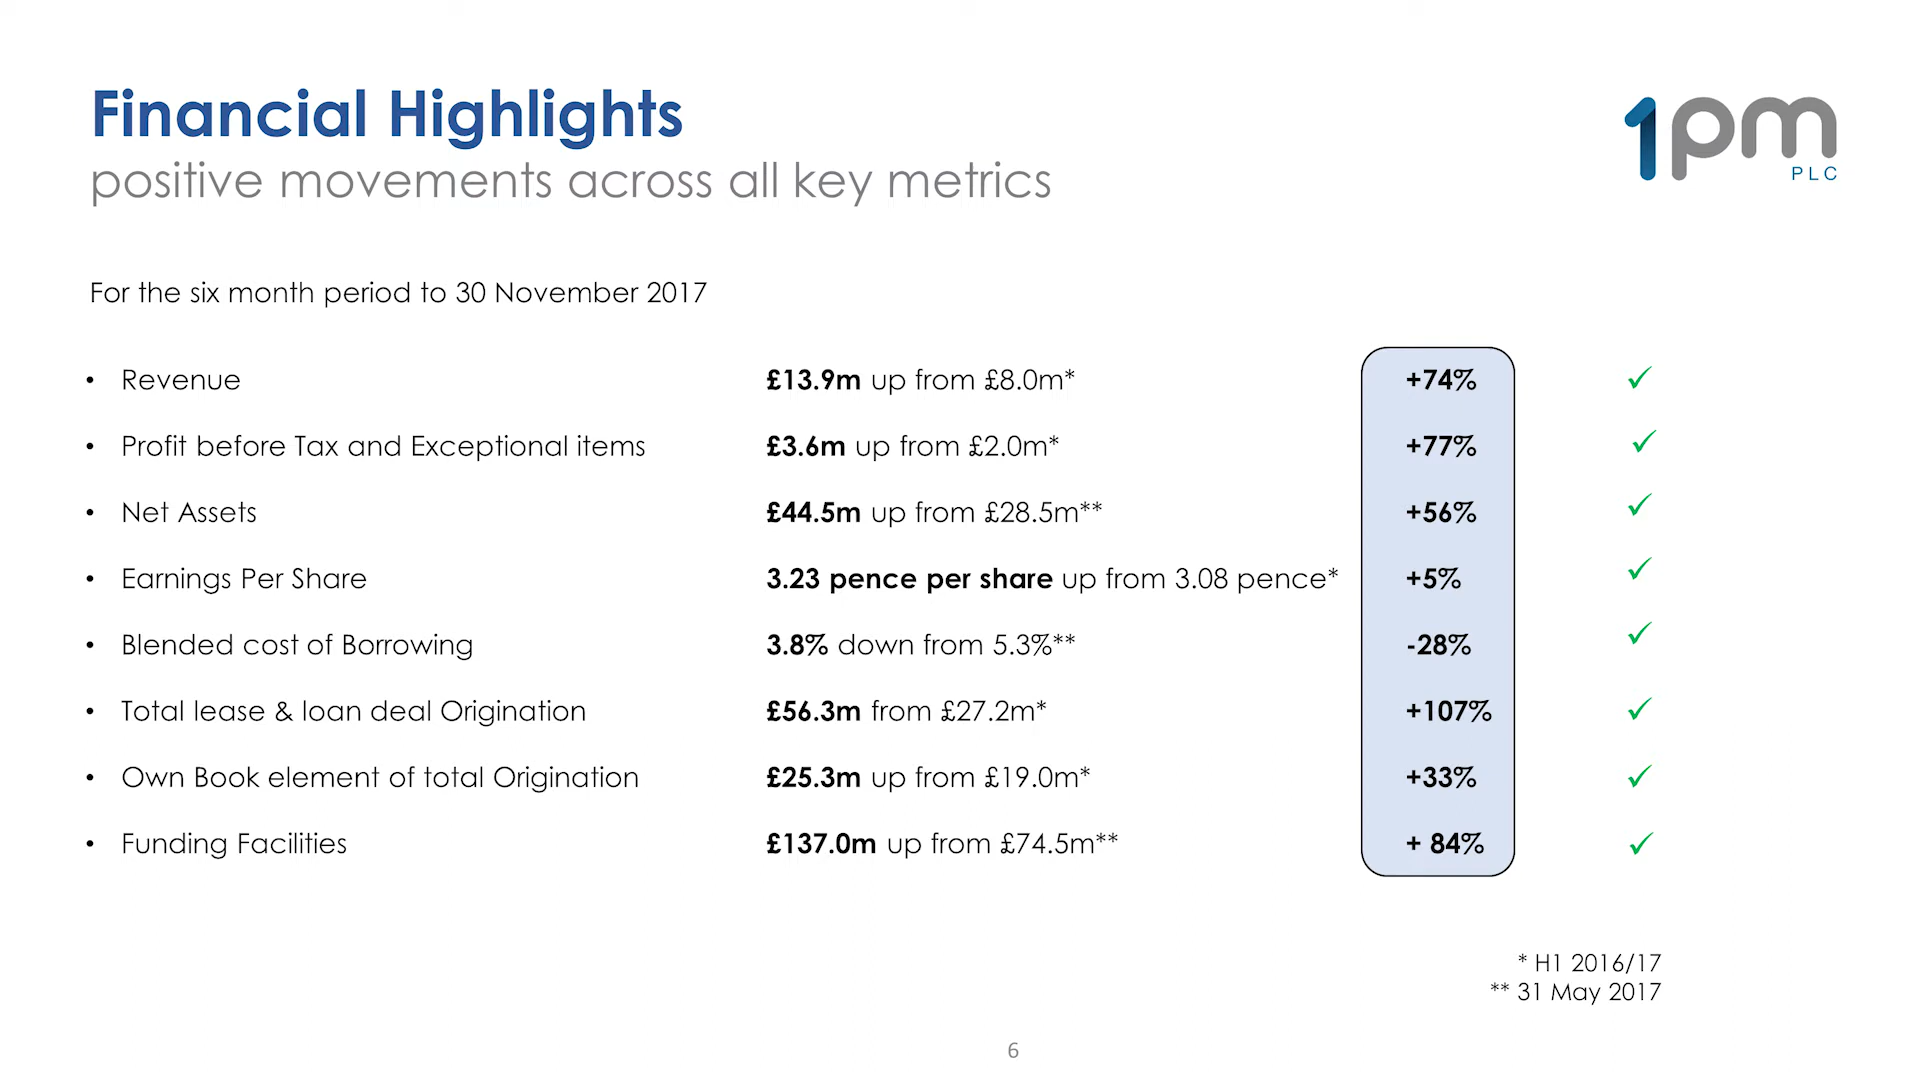 Financial Highlights
positive movements across all key metrics
1pm
PLC
For the six month period to 30 November 2017
• Revenue £13.9m up from £8.0m* +74% ✓
• Profit before Tax and Exceptional items £3.6m up from £2.0m* +77% ✓
• Net Assets £44.5m up from £28.5m** +56% ✓
• Earnings Per Share 3.23 pence per share up from 3.08 pence* +5% ✓
• Blended cost of Borrowing 3.8% down from 5.3%** -28% ✓
• Total lease & loan deal Origination £56.3m from £27.2m* +107% ✓
• Own Book element of total Origination £25.3m up from £19.0m* +33% ✓
• Funding Facilities £137.0m up from £74.5m** + 84% ✓
* H1 2016/17
** 31 May 2017
6